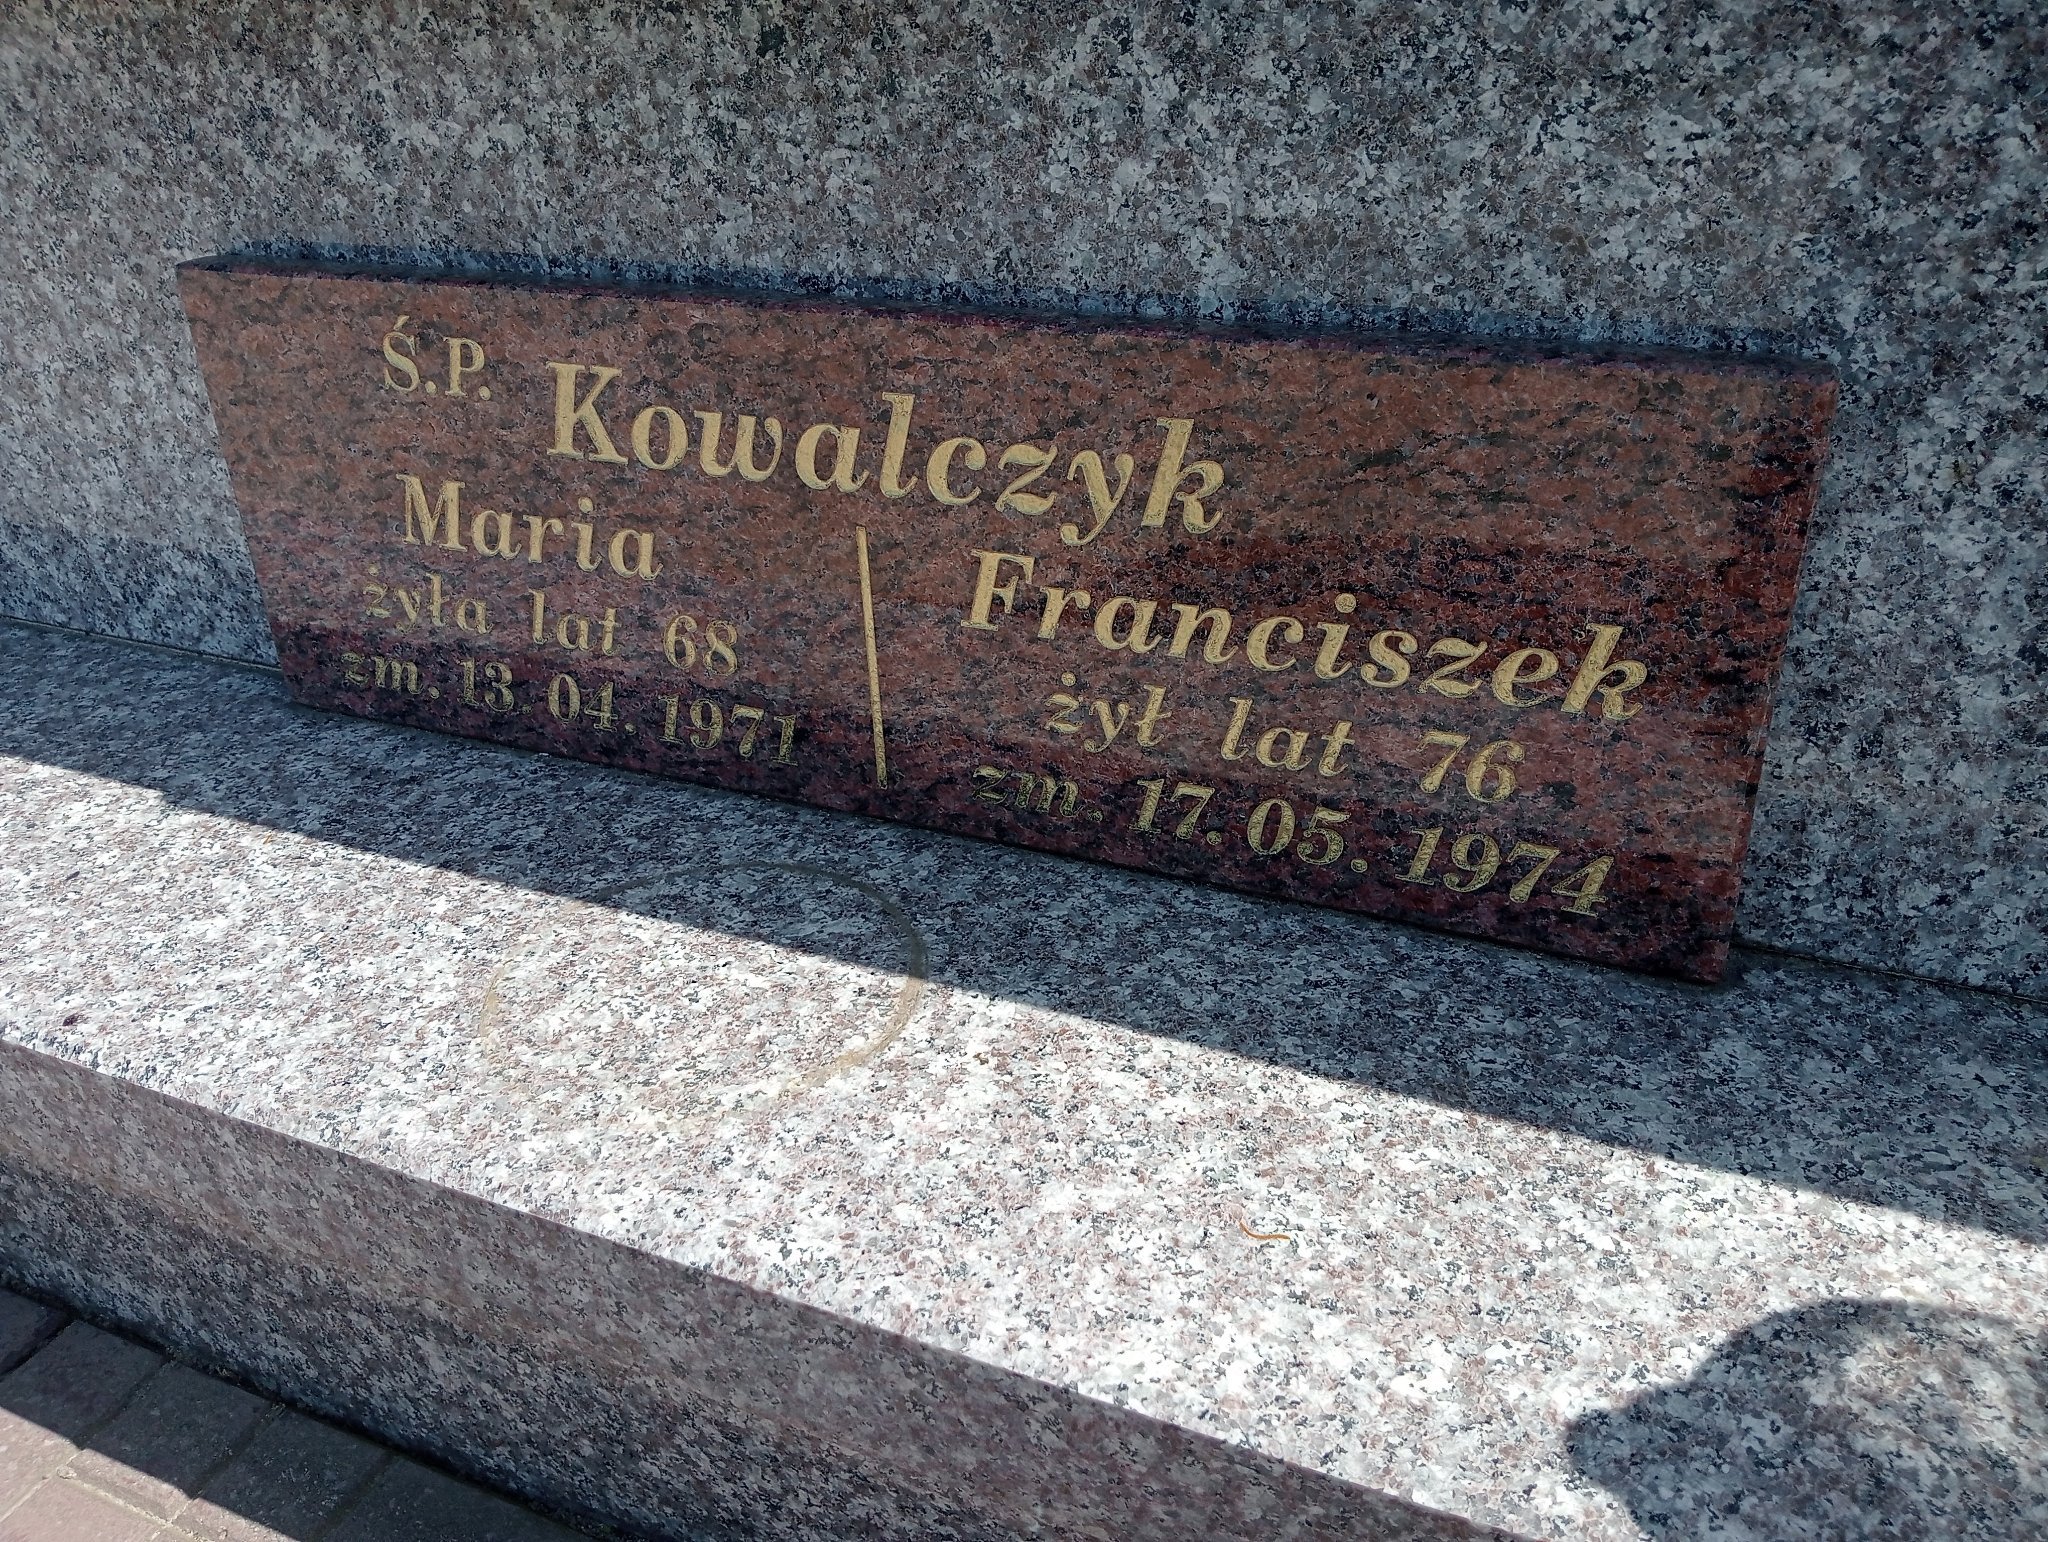 Ś.P. Kowalczyk
Maria
żyła lat 68
zm. 13. 04. 1971
Franciszek
żył lat 76
zm. 17. 05. 1974